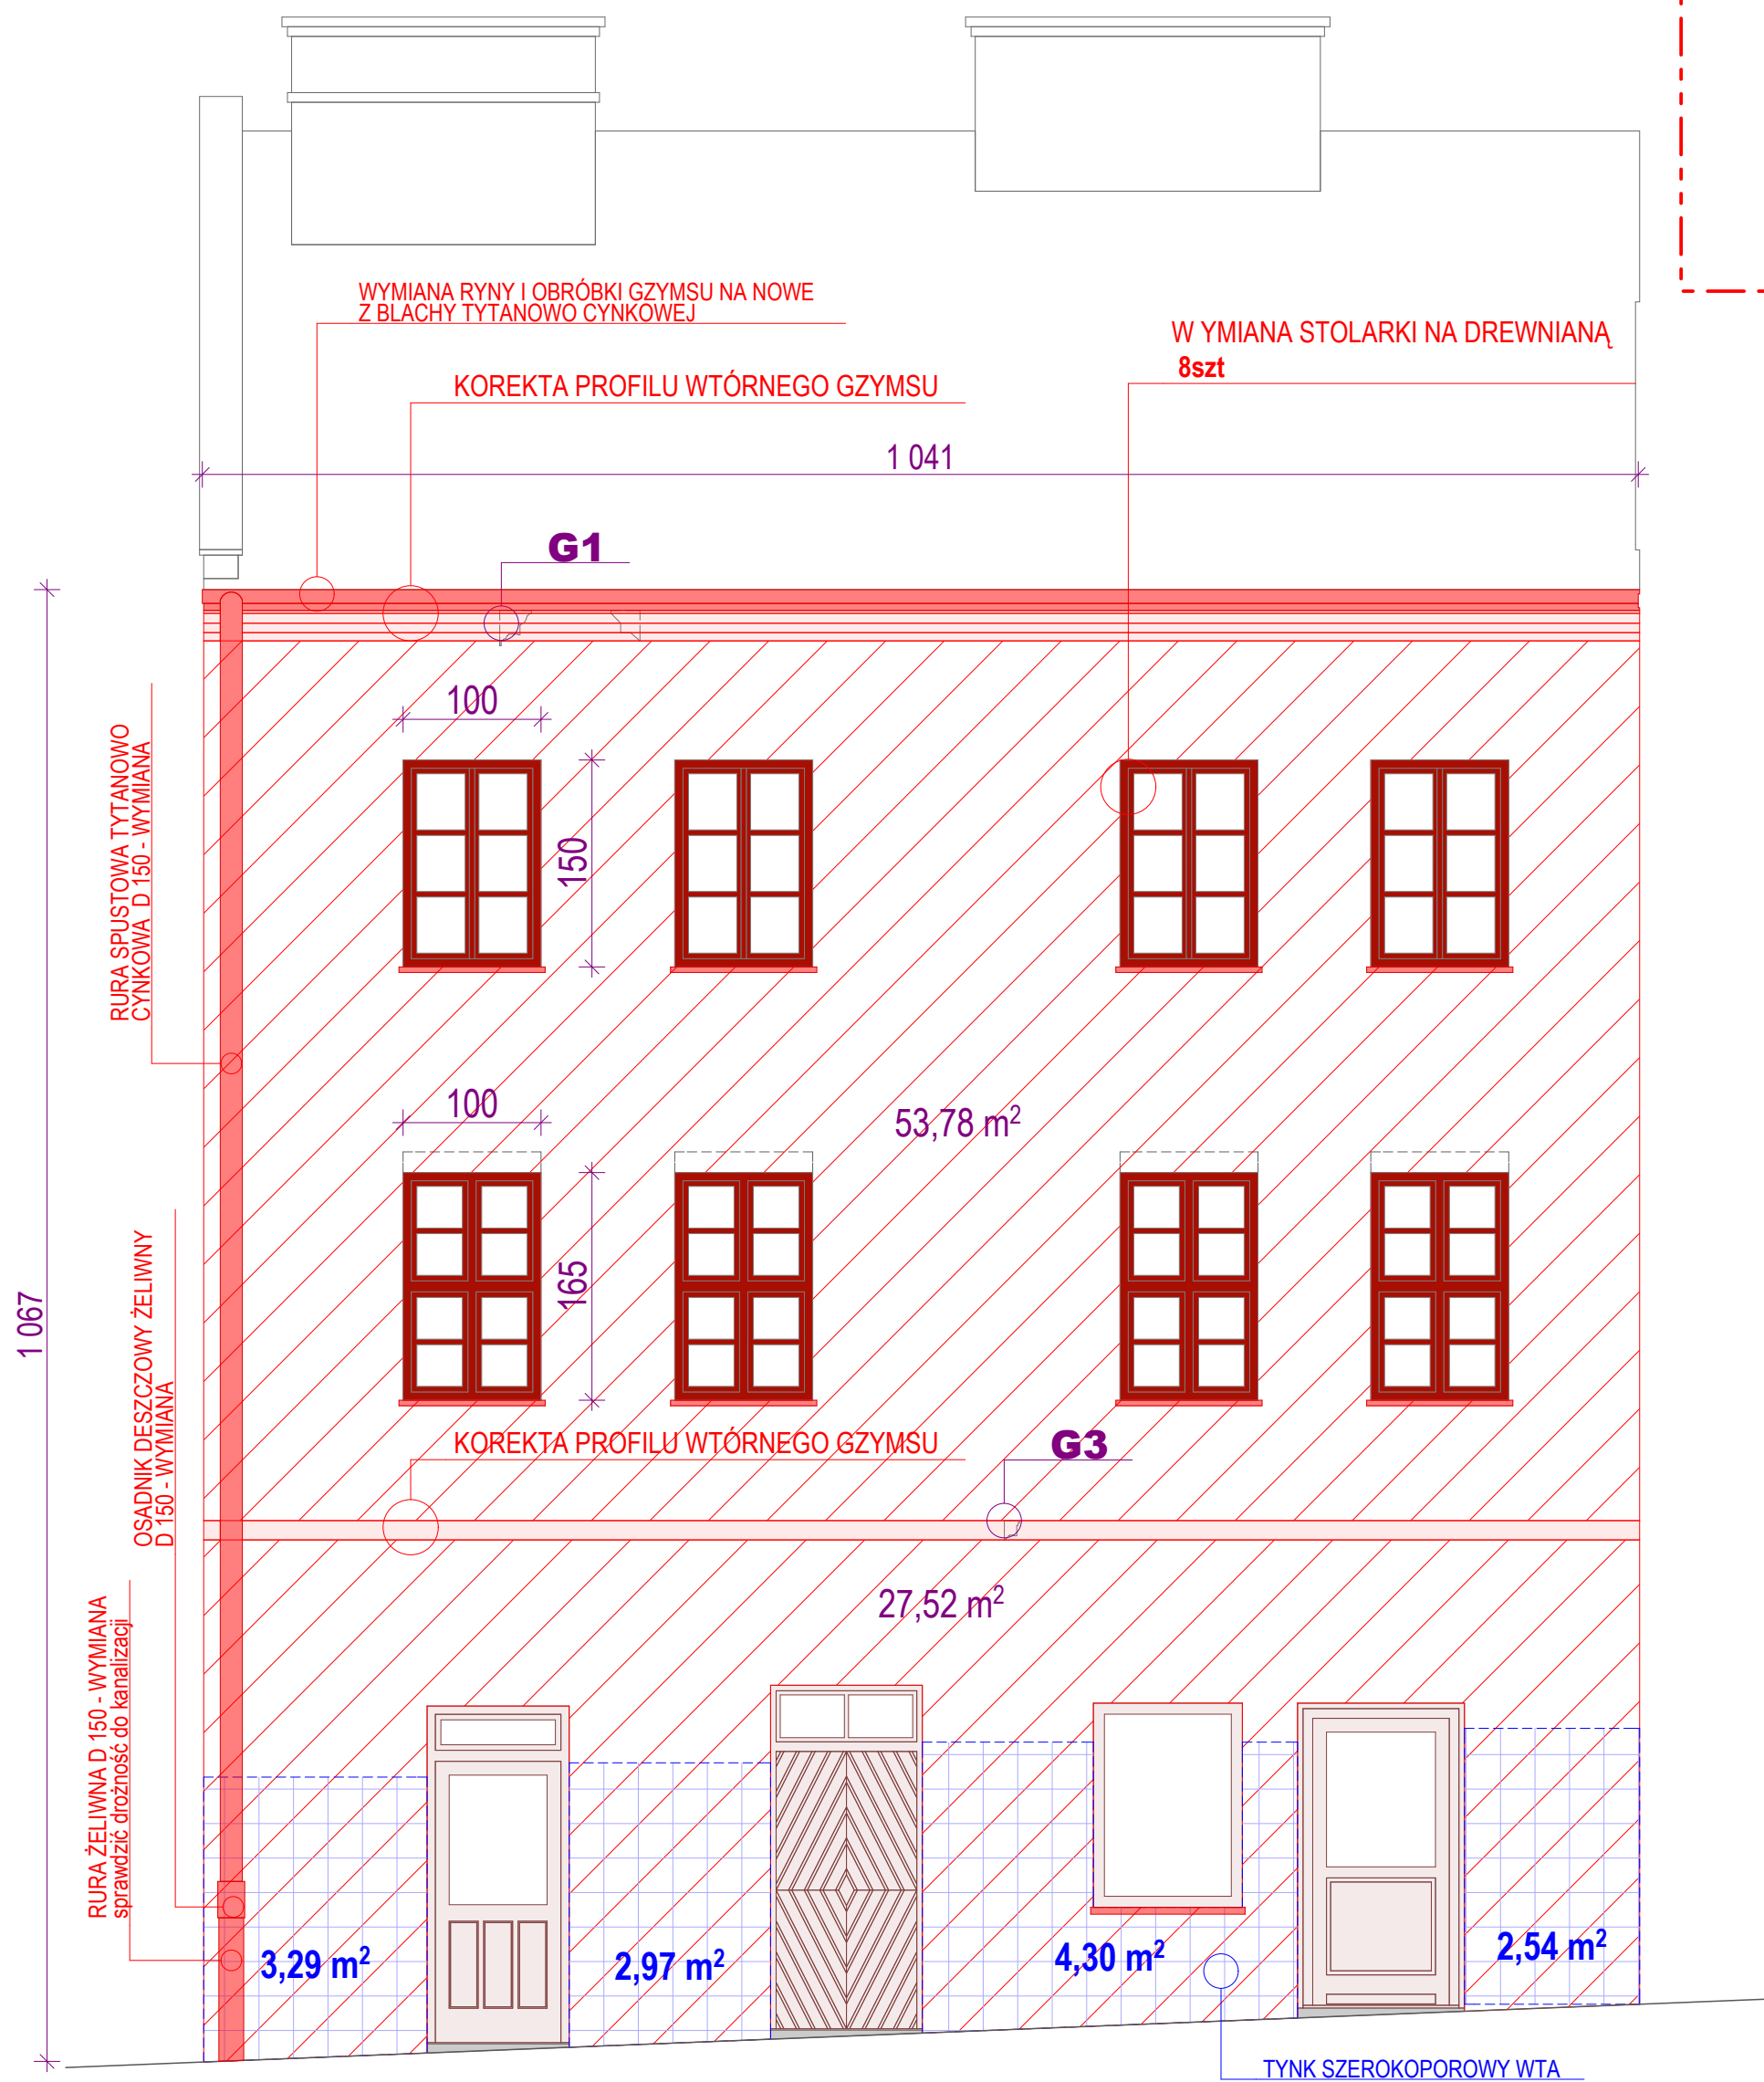 WYMIANA RYNY I OBRÓBKI GZYMSU NA NOWE
Z BLACHY TYTANOWO CYNKOWEJ
W YMIANA STOLARKI NA DREWNIANĄ
8szt
KOREKTA PROFILU WTÓRNEGO GZYMSU
1 041
G1
100
150
RURA SPUSTOWA TYTANOWO
CYNKOWA D 150 - WYMIANA
100
53,78 m²
165
1 067
OSADNIK DESZCZOWY ŻELIWNY
D 150 - WYMIANA
KOREKTA PROFILU WTÓRNEGO GZYMSU
G3
27,52 m²
RURA ŻELIWNA D 150 - WYMIANA
sprawdzić drożność do kanalizacji
3,29 m²
2,97 m²
4,30 m²
2,54 m²
TYNK SZEROKOPOROWY WTA